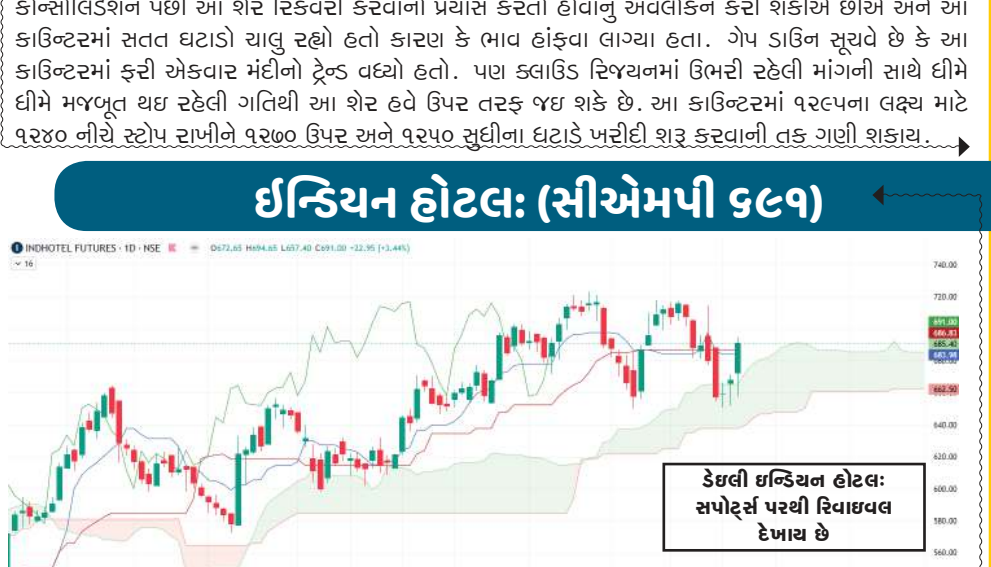 કોન્સોલિડેશન પછી આ શેર રિકવરી કરવાનો પ્રયાસ કરતો હોવાનું અવલોકન કરી શકીએ છીએ અને આ
કાઉન્ટરમાં સતત ઘટાડો ચાલુ રહ્યો હતો કારણ કે ભાવ હાંફવા લાગ્યા હતા. ગેપ ડાઉન સૂચવે છે કે આ
કાઉન્ટરમાં ફરી એકવાર મંદીનો ટ્રેન્ડ વધ્યો હતો. પણ ક્લાઉડ રિજયનમાં ઉભરી રહેલી માંગની સાથે ધીમે
ધીમે મજબૂત થઇ રહેલી ગતિથી આ શેર હવે ઉપર તરફ જઇ શકે છે. આ કાઉન્ટરમાં ૧૨૯૫ના લક્ષ્ય માટે
૧૨૪૦ નીચે સ્ટોપ રાખીને ૧૨૭૦ ઉપર અને ૧૨૫૦ સુધીના ઘટાડે ખરીદી શરૂ કરવાની તક ગણી શકાય.
ઇન્ડિયન હોટલ: (સીએમપી ૬૯૧)
INDHOTEL FUTURES · 1D · NSE O672.65 H694.65 L657.40 C691.00 +22.95 (+3.44%)
16
740.00
720.00
691.00
686.83
685.40
683.98
680.00
662.50
640.00
620.00
600.00
580.00
560.00
ડેઇલી ઇન્ડિયન હોટલઃ
સપોર્ટ્સ પરથી રિવાઇવલ
દેખાય છે